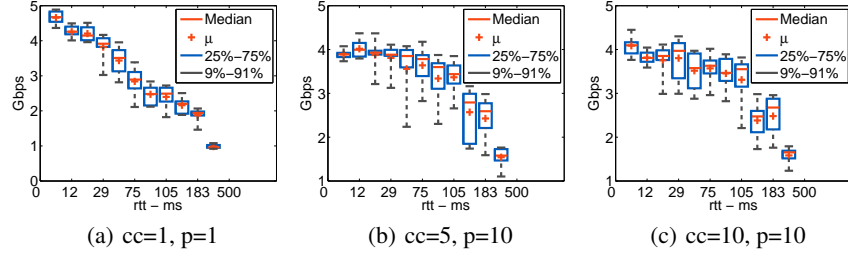 5
4
3
2
1
0
Gbps
0 12 29 75 105 183 500
rtt − ms
Median
μ
25%−75%
9%−91%
(a) cc=1, p=1
5
4
3
2
1
0 12 29 75 105 183 500
rtt − ms
Median
μ
25%−75%
9%−91%
(b) cc=5, p=10
5
4
3
2
1
0 12 29 75 105 183 500
rtt − ms
Median
μ
25%−75%
9%−91%
(c) cc=10, p=10